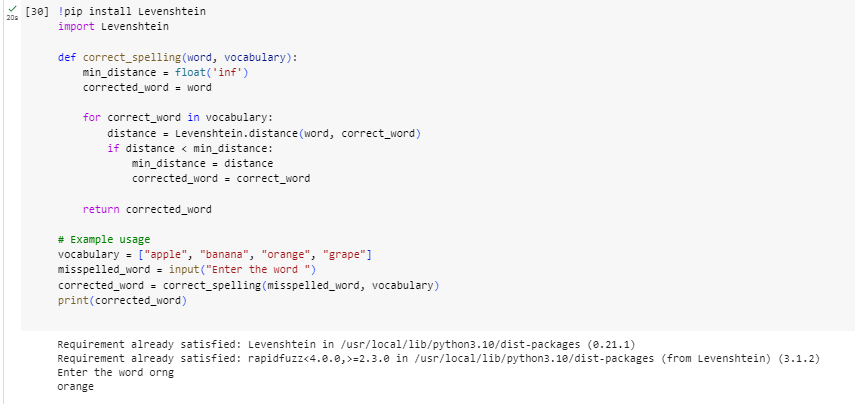 [30] !pip install Levenshtein
20s
import Levenshtein
def correct_spelling(word, vocabulary):
    min_distance = float('inf')
    corrected_word = word
    for correct_word in vocabulary:
        distance = Levenshtein.distance(word, correct_word)
        if distance < min_distance:
            min_distance = distance
            corrected_word = correct_word
    return corrected_word
# Example usage
vocabulary = ["apple", "banana", "orange", "grape"]
misspelled_word = input("Enter the word ")
corrected_word = correct_spelling(misspelled_word, vocabulary)
print(corrected_word)
Requirement already satisfied: Levenshtein in /usr/local/lib/python3.10/dist-packages (0.21.1)
Requirement already satisfied: rapidfuzz<4.0.0,>=2.3.0 in /usr/local/lib/python3.10/dist-packages (from Levenshtein) (3.1.2)
Enter the word orng
orange